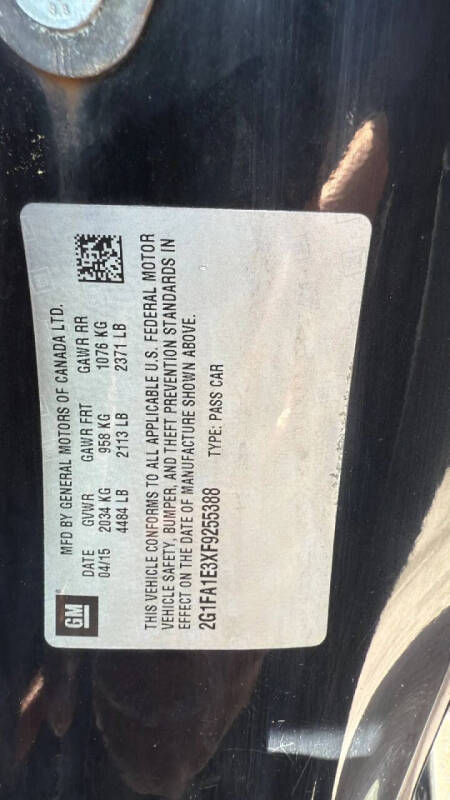 GM
MFD BY GENERAL MOTORS OF CANADA LTD.
DATE GVWR GAWR FRT GAWR RR
04/15 2034 KG 958 KG 1076 KG
4484 LB 2113 LB 2371 LB
THIS VEHICLE CONFORMS TO ALL APPLICABLE U.S. FEDERAL MOTOR
VEHICLE SAFETY, BUMPER, AND THEFT PREVENTION STANDARDS IN
EFFECT ON THE DATE OF MANUFACTURE SHOWN ABOVE.
2G1FA1E3XF9255388 TYPE: PASS CAR